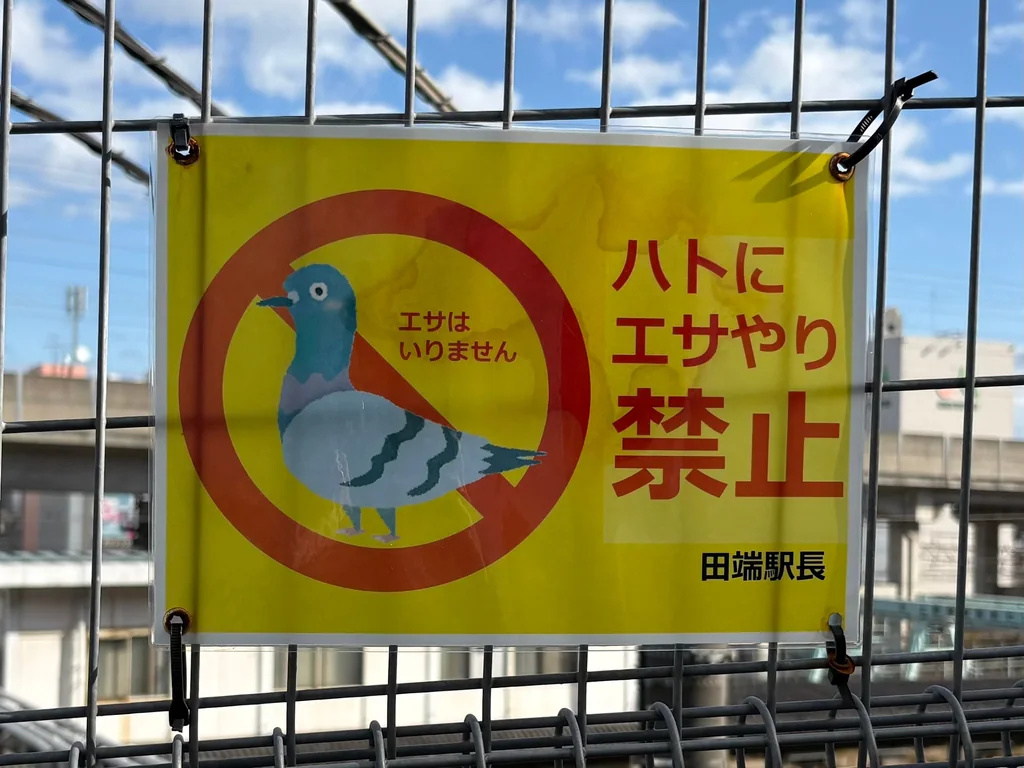 エサは
いりません
ハトに
エサやり
禁止
田端駅長